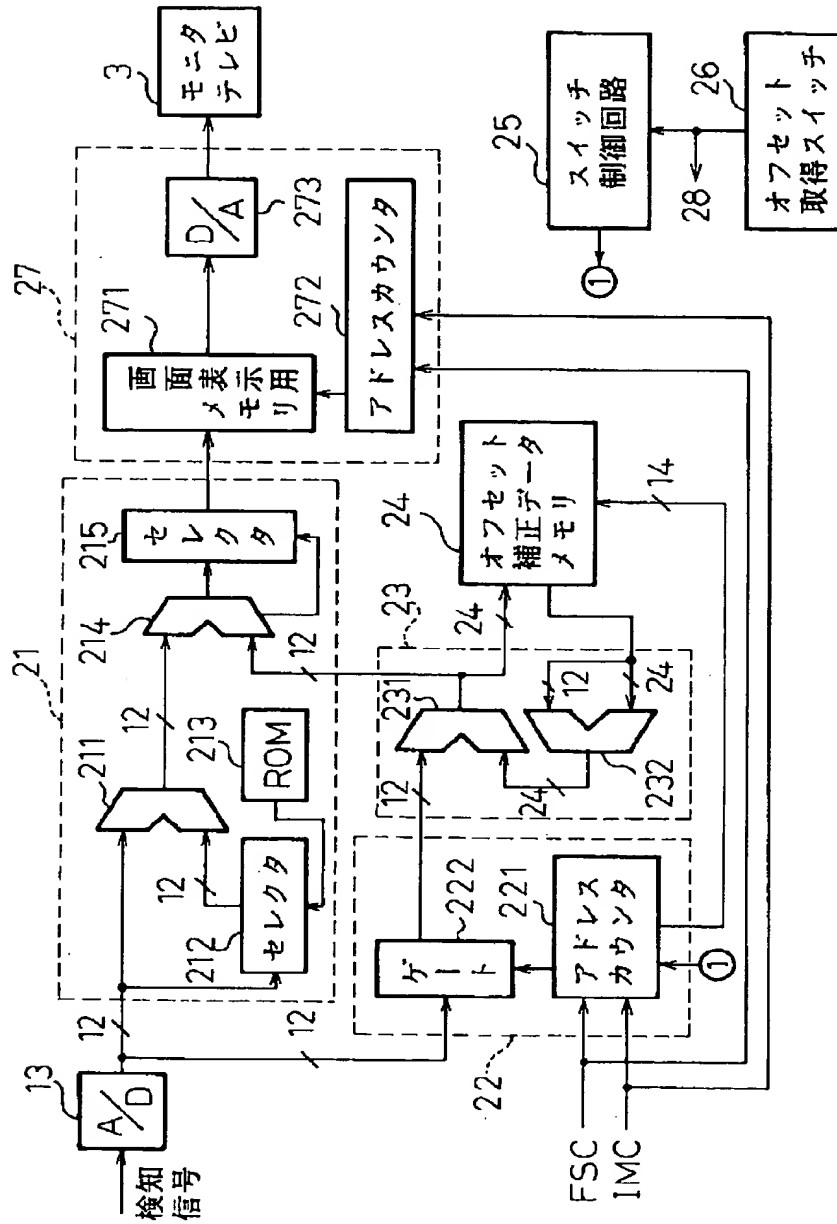 検知
信号
13
A/D
12
12
21
211
12
212
セレクタ
213
ROM
12
214
12
215
セレクタ
27
271
画面表示用
メモリ
272
アドレスカウンタ
D/A
273
3
モニタ
テレビ
22
222
ゲート
221
アドレス
カウンタ
①
FSC
IMC
23
12
231
24
232
12
24
24
24
オフセット
補正データ
メモリ
14
25
スイッチ
制御回路
①
28
26
オフセット
取得スイッチ